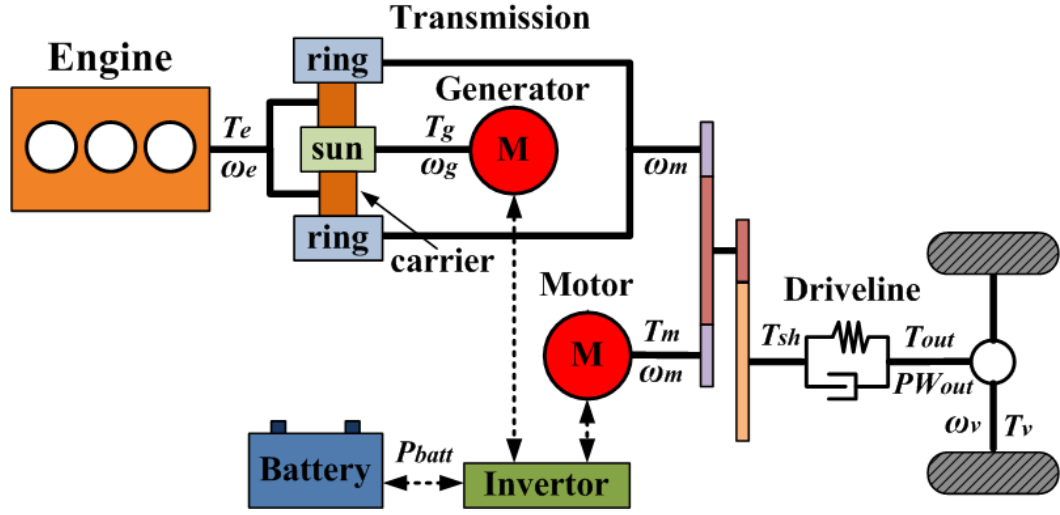 Transmission
Engine
ring
Generator
Te
ωe
sun
Tg
ωg
M
ωm
ring
carrier
Motor
M
Tm
ωm
Driveline
Tsh
Tout
PWout
ωv
Tv
Battery
Pbatt
Invertor